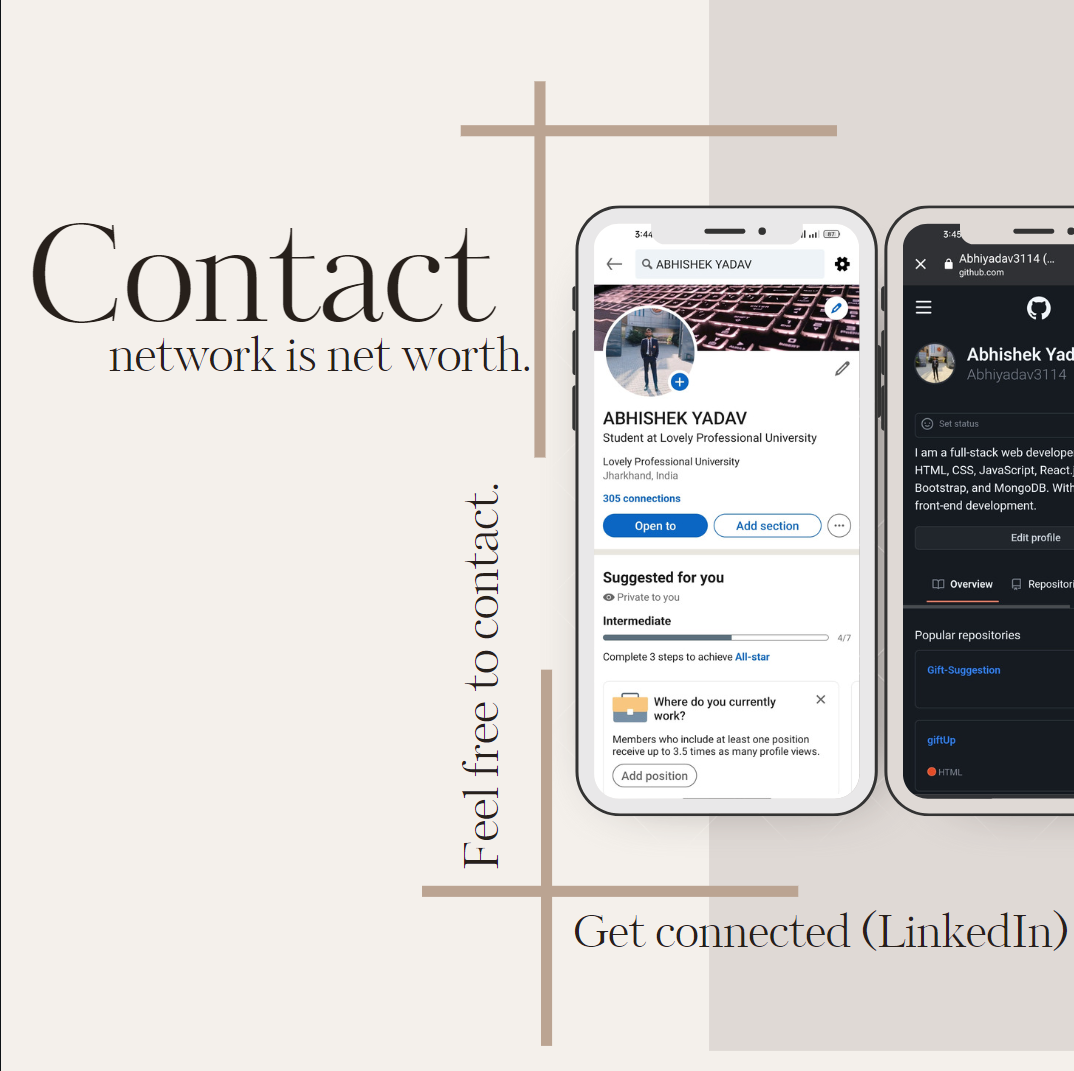 Contact
network is net worth.
Feel free to contact.
3:44
87
ABHISHEK YADAV
ABHISHEK YADAV
Student at Lovely Professional University
Lovely Professional University
Jharkhand, India
305 connections
Open to
Add section
Suggested for you
Private to you
Intermediate
4/7
Complete 3 steps to achieve All-star
Where do you currently
work?
Members who include at least one position
receive up to 3.5 times as many profile views.
Add position
3:45
Abhiyadav3114 (...
github.com
Abhishek Yad
Abhiyadav3114
Set status
I am a full-stack web develope
HTML, CSS, JavaScript, React.j
Bootstrap, and MongoDB. With
front-end development.
Edit profile
Overview
Repositori
Popular repositories
Gift-Suggestion
giftUp
HTML
Get connected (LinkedIn)